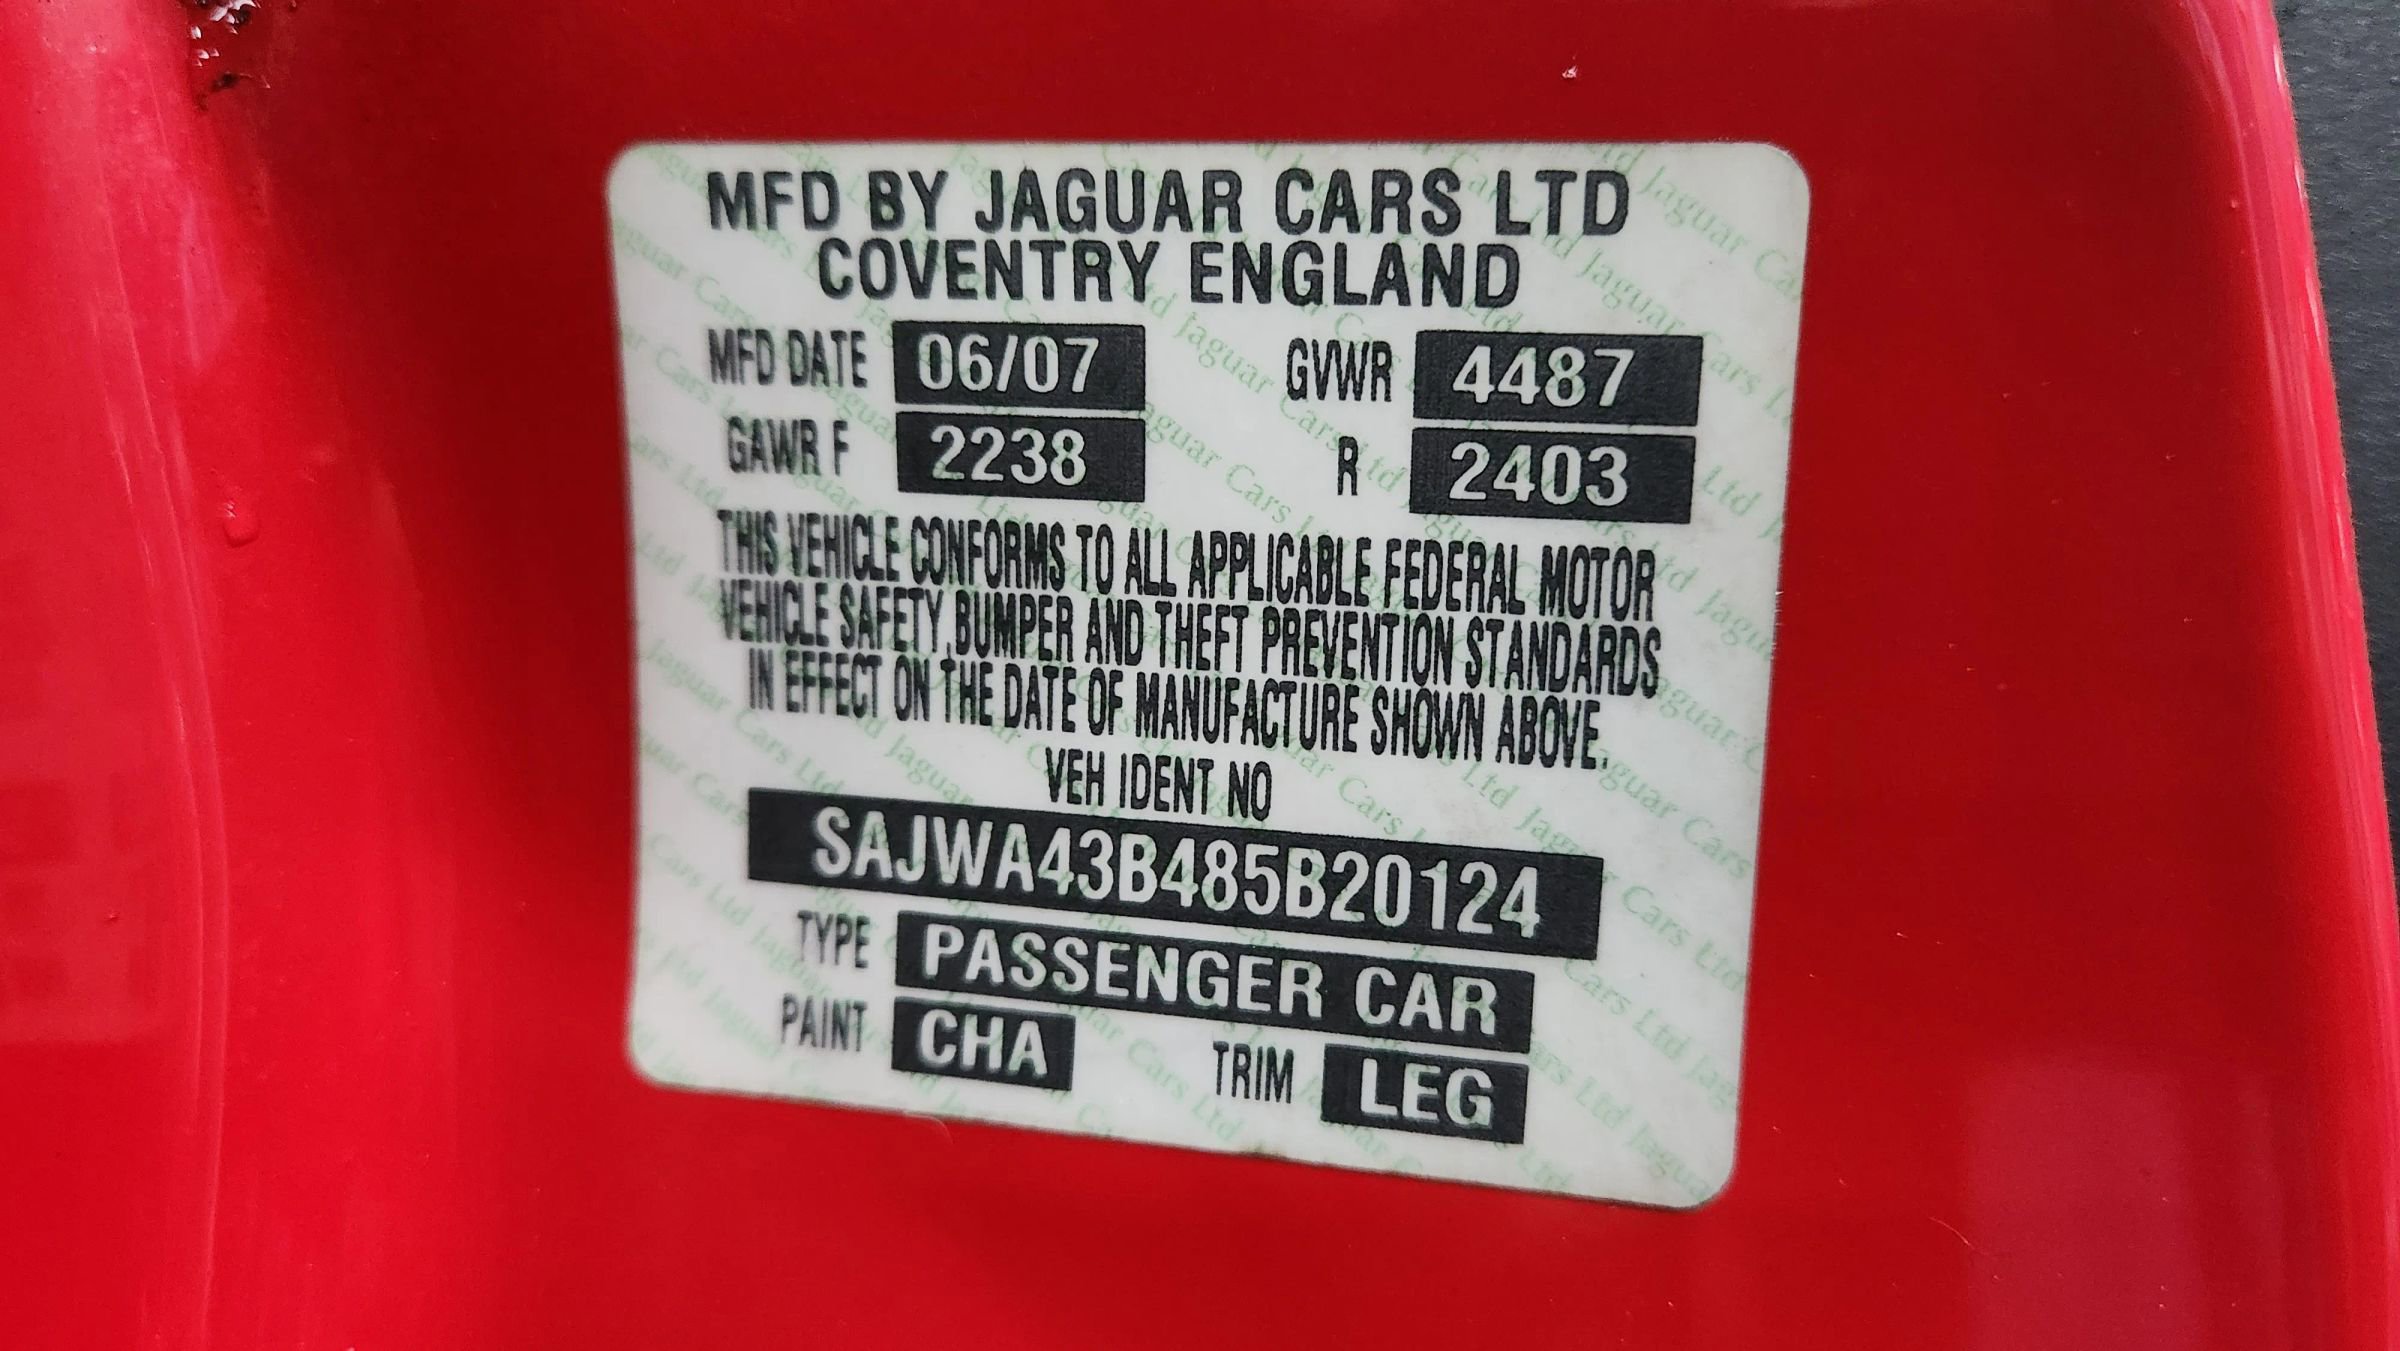 MFD BY JAGUAR CARS LTD
COVENTRY ENGLAND
MFD DATE 06/07 GVWR 4487
GAWR F 2238 R 2403
THIS VEHICLE CONFORMS TO ALL APPLICABLE FEDERAL MOTOR
VEHICLE SAFETY,BUMPER AND THEFT PREVENTION STANDARDS
IN EFFECT ON THE DATE OF MANUFACTURE SHOWN ABOVE.
VEH IDENT NO
SAJWA43B485B20124
TYPE PASSENGER CAR
PAINT CHA TRIM LEG